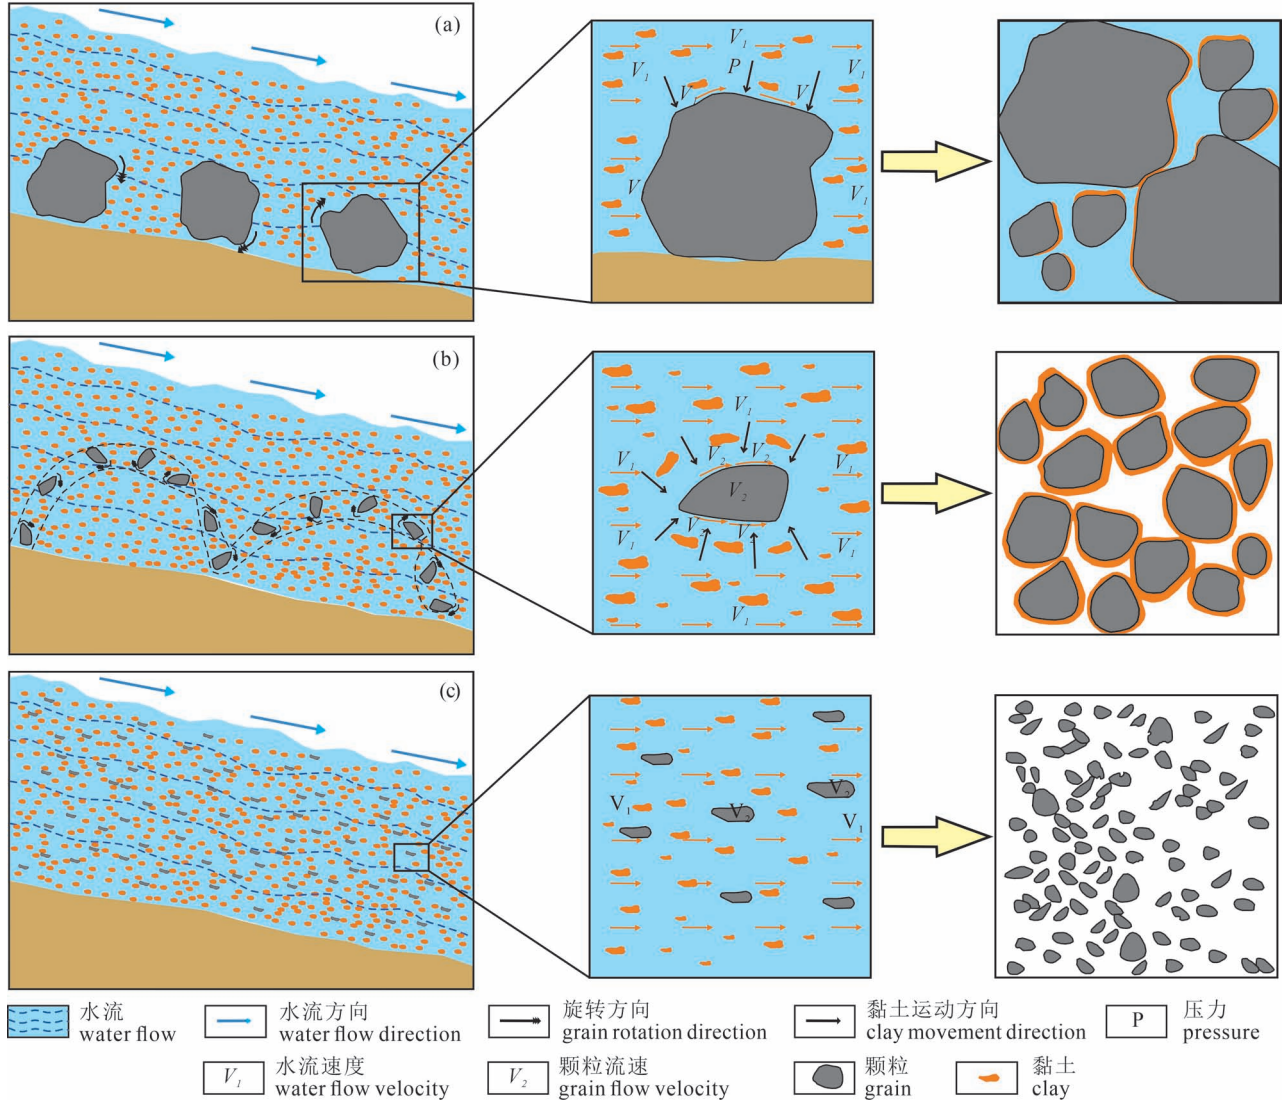 (a)
V₁
P
V₁
V₁
V₁
V
V
V₁
V₁
(b)
V₁
V₂
V₂
V₁
V₁
V₂
V
V
₂
V₁
V₁
V₁
(c)
V₂
V₁
V₂
V₁
水流
water flow
水流方向
water flow direction
旋转方向
grain rotation direction
黏土运动方向
clay movement direction
P
压力
pressure
V₁
水流速度
water flow velocity
V₂
颗粒流速
grain flow velocity
颗粒
grain
黏土
clay